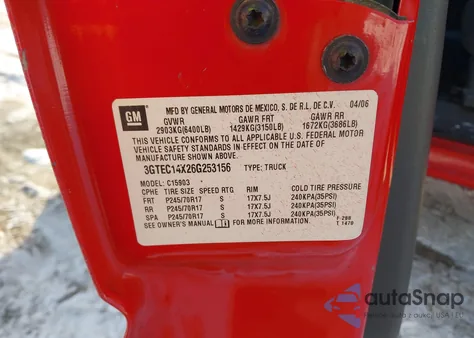 GM
MFD BY GENERAL MOTORS DE MEXICO, S. DE R.L. DE C.V. 04/06
GVWR GAWR FRT GAWR RR
2903KG(6400LB) 1429KG(3150LB) 1672KG(3686LB)
THIS VEHICLE CONFORMS TO ALL APPLICABLE U.S. FEDERAL MOTOR
VEHICLE SAFETY STANDARDS IN EFFECT ON THE DATE OF
MANUFACTURE SHOWN ABOVE.
3GTEC14X26G253156 TYPE: TRUCK
MODEL: C15903
CPHE TIRE SIZE SPEED RTG RIM COLD TIRE PRESSURE
FRT P245/70R17 S 17X7.5J 240KPA(35PSI)
RR P245/70R17 S 17X7.5J 240KPA(35PSI)
SPA P245/70R17 S 17X7.5J 240KPA(35PSI)
SEE OWNER'S MANUAL FOR MORE INFORMATION.
autoSnap